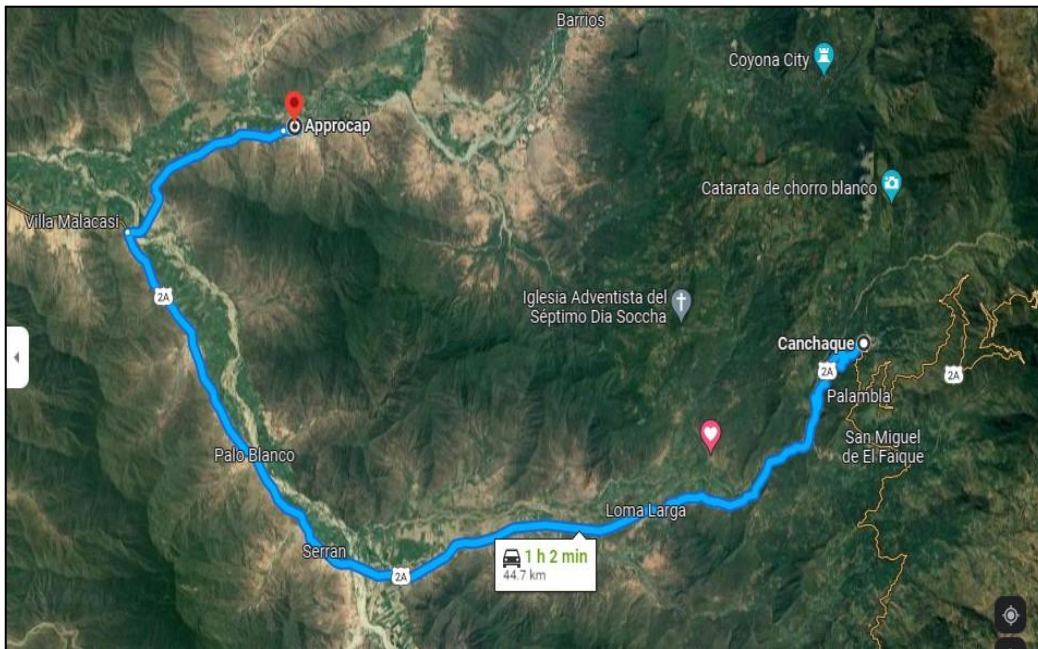 Barrios
Coyona City
Approcap
Catarata de chorro blanco
Villa Malacasi
2A
Iglesia Adventista del
Séptimo Dia Soccha
Canchaque
2A
2A
Palambla
San Miguel
de El Faique
Palo Blanco
Loma Larga
Serran
2A
1 h 2 min
44.7 km